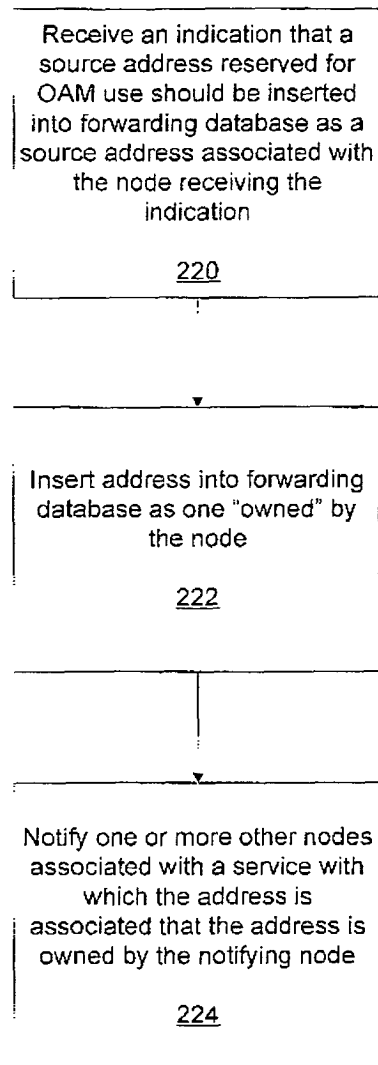 Receive an indication that a
source address reserved for
OAM use should be inserted
into forwarding database as a
source address associated with
the node receiving the
indication
220
Insert address into forwarding
database as one "owned" by
the node
222
Notify one or more other nodes
associated with a service with
which the address is
associated that the address is
owned by the notifying node
224